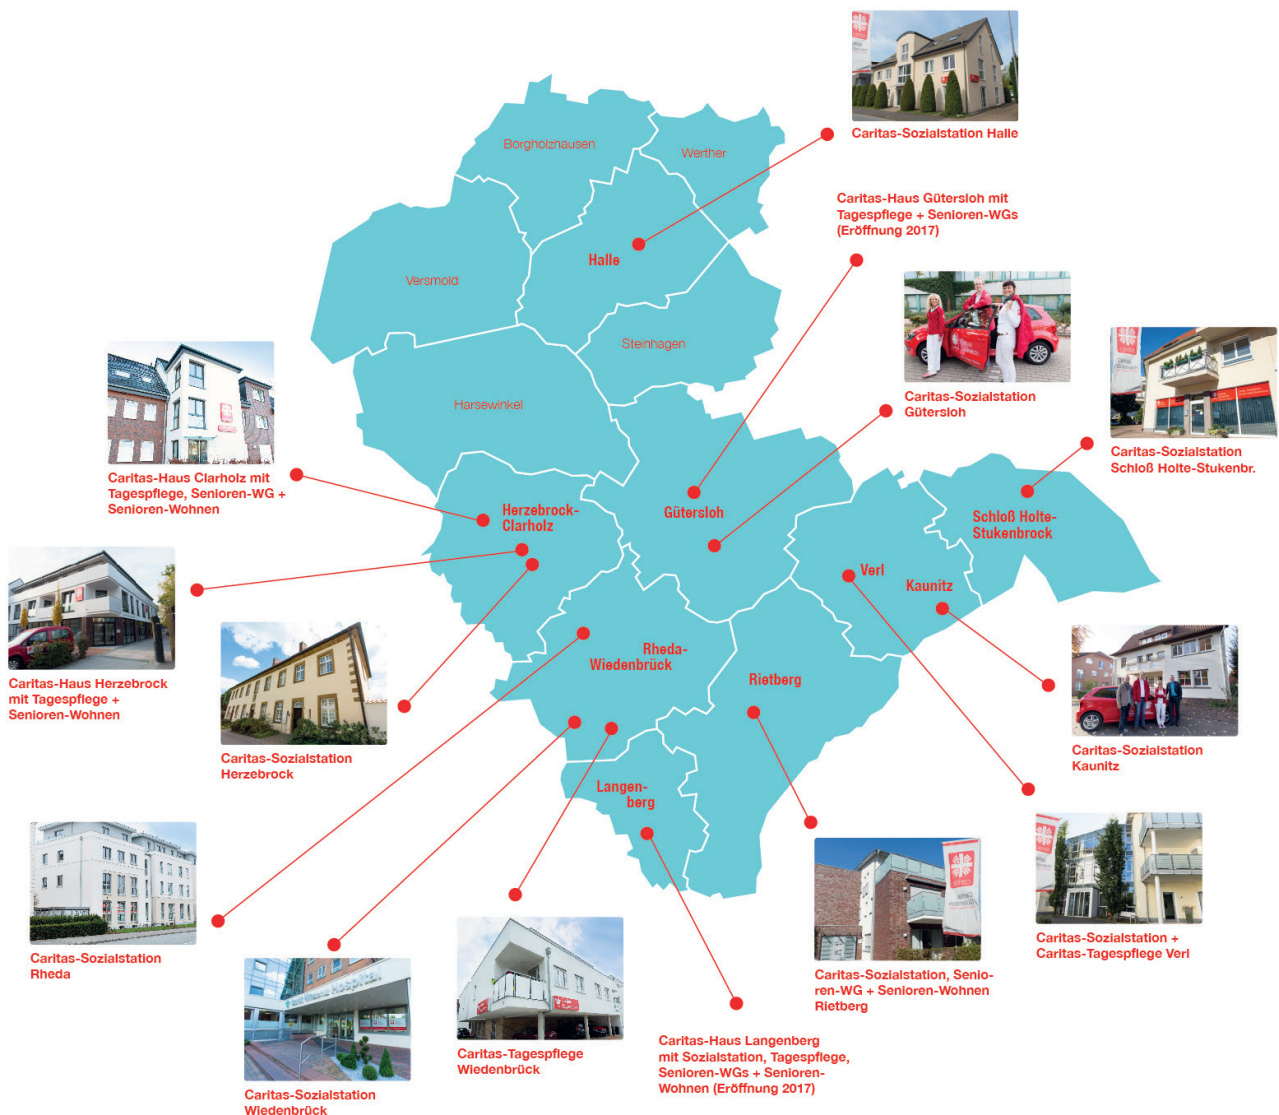 Caritas-Sozialstation Halle
Borgholzhausen
Werther
Caritas-Haus Gütersloh mit
Tagespflege + Senioren-WGs
(Eröffnung 2017)
Halle
Versmold
Steinhagen
Caritas-Sozialstation
Gütersloh
Harsewinkel
Caritas-Sozialstation
Schloß Holte-Stukenbr.
Caritas-Haus Clarholz mit
Tagespflege, Senioren-WG +
Senioren-Wohnen
Herzebrock-
Clarholz
Gütersloh
Schloß Holte-
Stukenbrock
Verl
Kaunitz
Caritas-Haus Herzebrock
mit Tagespflege +
Senioren-Wohnen
Rheda-
Wiedenbrück
Rietberg
Caritas-Sozialstation
Herzebrock
Caritas-Sozialstation
Kaunitz
Langen-
berg
Caritas-Sozialstation
Rheda
Caritas-Sozialstation +
Caritas-Tagespflege Verl
Caritas-Sozialstation, Senio-
ren-WG + Senioren-Wohnen
Rietberg
Hospital
Caritas-Tagespflege
Wiedenbrück
Caritas-Haus Langenberg
mit Sozialstation, Tagespflege,
Senioren-WGs + Senioren-
Wohnen (Eröffnung 2017)
Caritas-Sozialstation
Wiedenbrück